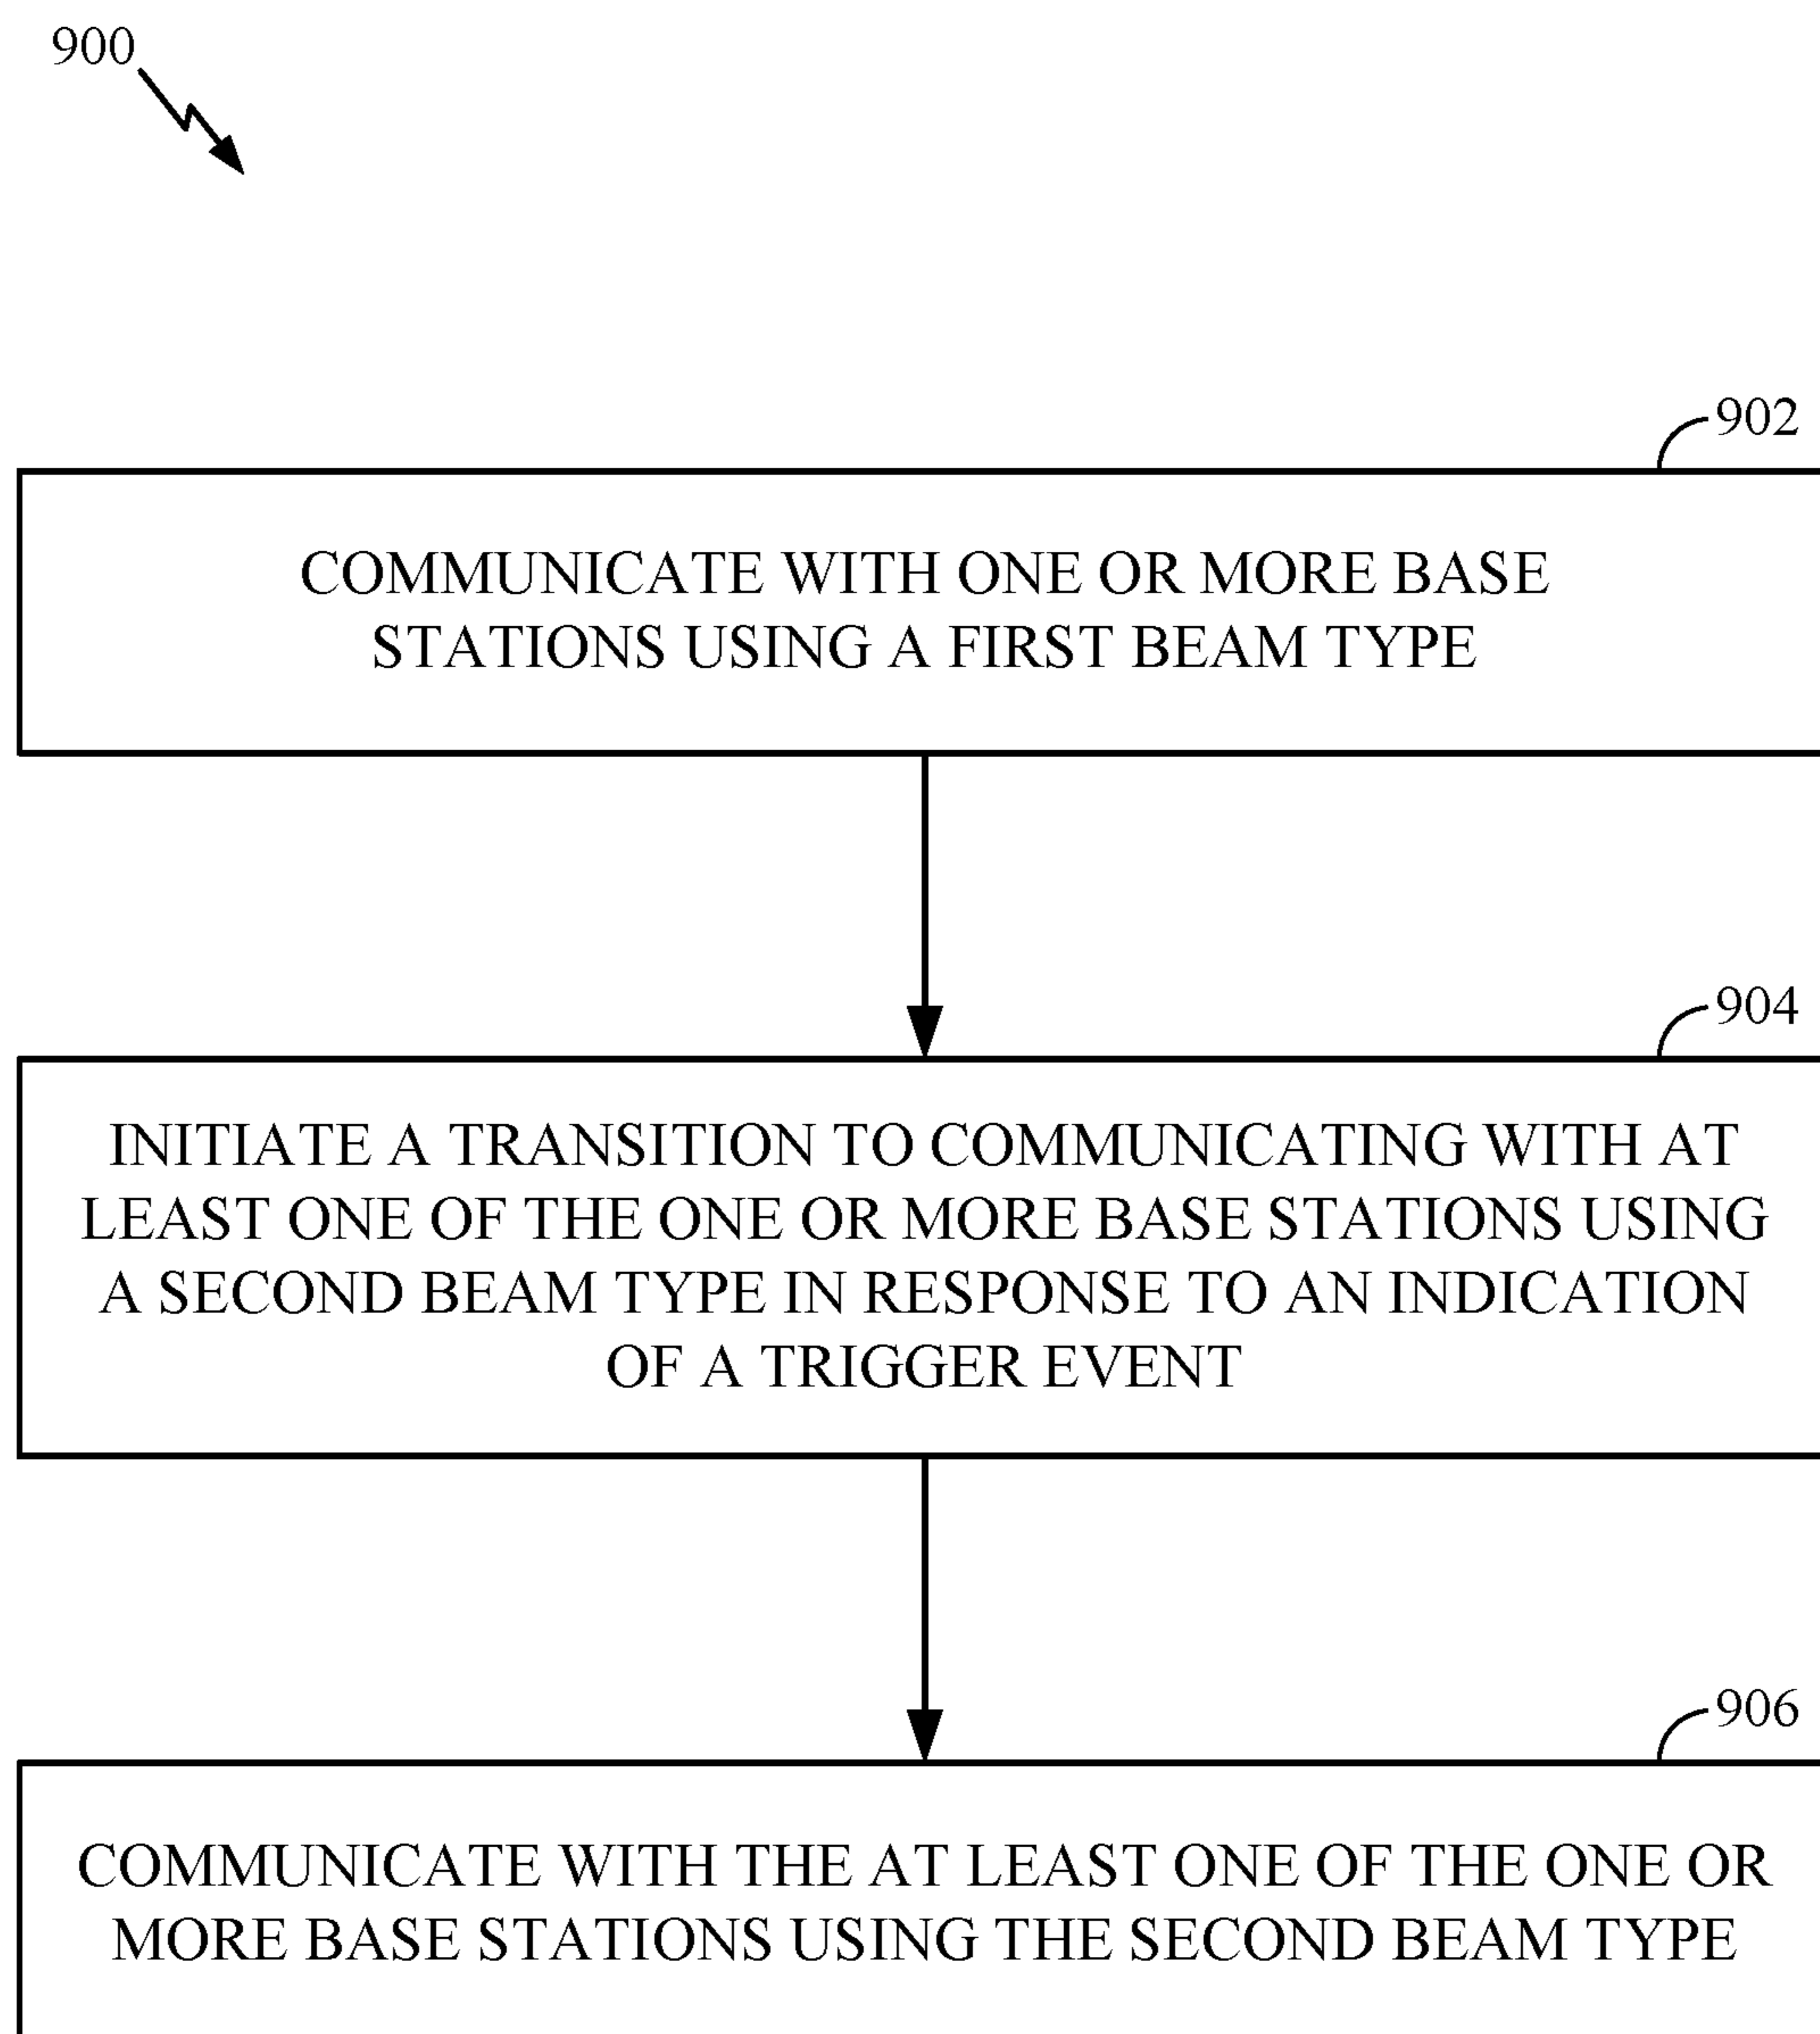 900
902
COMMUNICATE WITH ONE OR MORE BASE
STATIONS USING A FIRST BEAM TYPE
904
INITIATE A TRANSITION TO COMMUNICATING WITH AT
LEAST ONE OF THE ONE OR MORE BASE STATIONS USING
A SECOND BEAM TYPE IN RESPONSE TO AN INDICATION
OF A TRIGGER EVENT
906
COMMUNICATE WITH THE AT LEAST ONE OF THE ONE OR
MORE BASE STATIONS USING THE SECOND BEAM TYPE